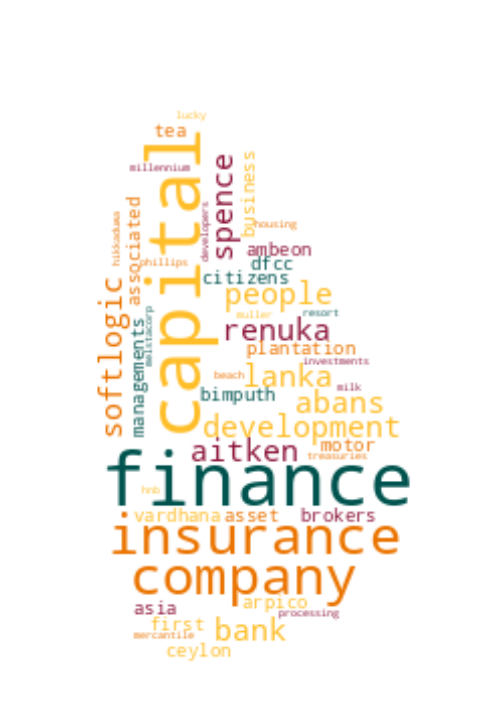 lucky
tea
capital
millennium
spence
business
developers
associated
hikkaduwa
housing
ambeon
phillips
dfcc
citizens
softlogic
people
managements
melstacorp
muller
resort
renuka
plantation
investments
beach
lanka
milk
bimputh
abans
development
aitken
motor
treasuries
finance
hnb
vardhana
asset
brokers
insurance
company
arpico
asia
processing
first
bank
mercantile
ceylon